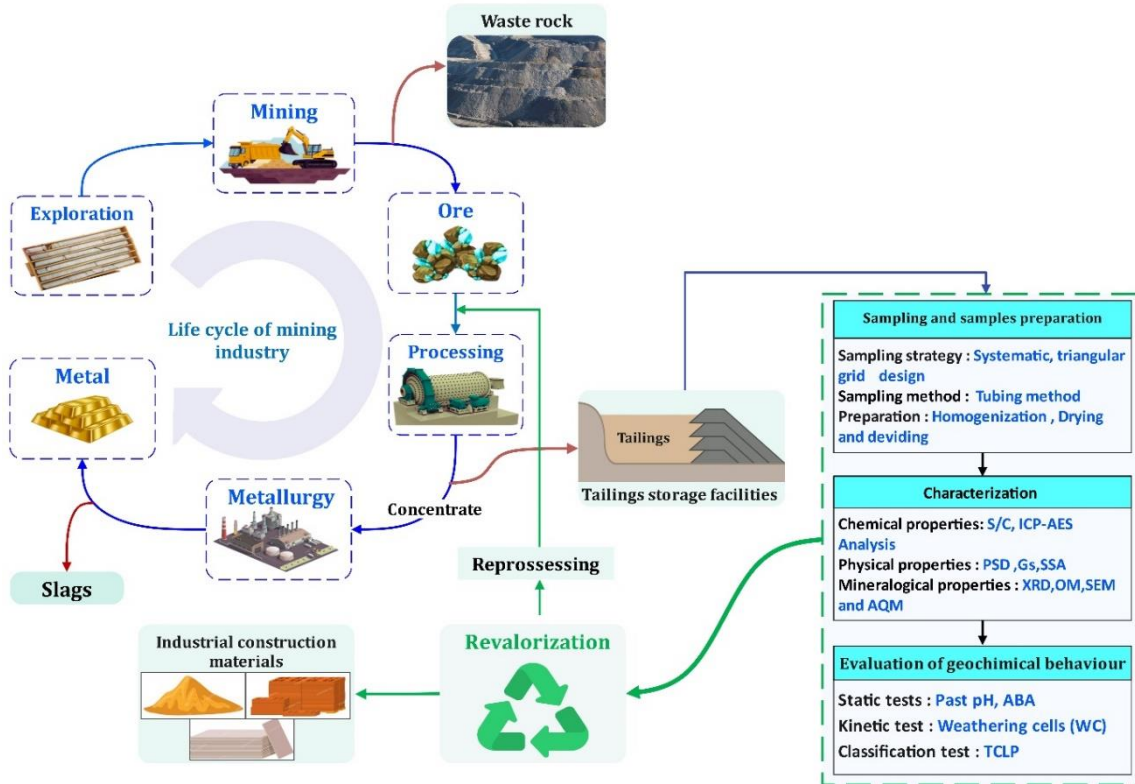 Waste rock
Mining
Exploration
Ore
Life cycle of mining
industry
Processing
Metal
Metallurgy
Concentrate
Slags
Tailings
Tailings storage facilities
Reprossessing
Revalorization
Industrial construction
materials
Sampling and samples preparation
Sampling strategy : Systematic, triangular
grid design
Sampling method : Tubing method
Preparation : Homogenization , Drying
and deviding
Characterization
Chemical properties: S/C, ICP-AES
Analysis
Physical properties : PSD ,Gs,SSA
Mineralogical properties : XRD,OM,SEM
and AQM
Evaluation of geochimical behaviour
Static tests : Past pH, ABA
Kinetic test : Weathering cells (WC)
Classification test : TCLP